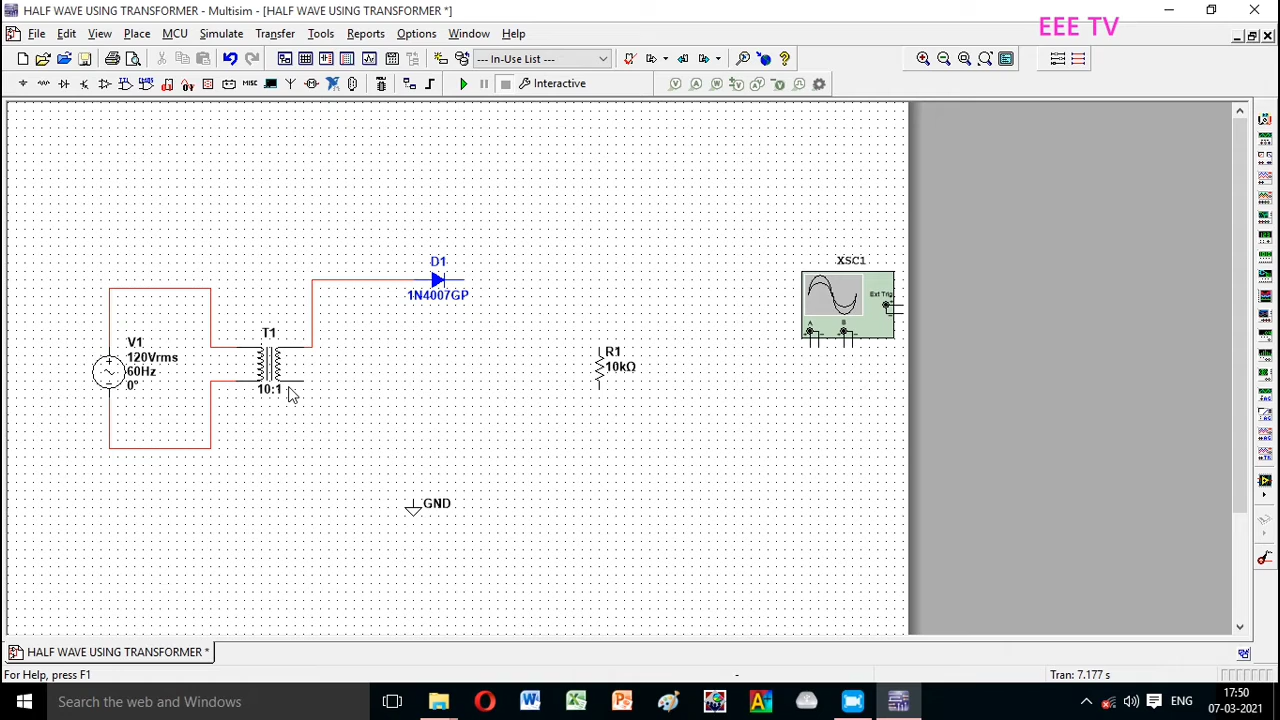 HALF WAVE USING TRANSFORMER - Multisim - [HALF WAVE USING TRANSFORMER *]
EEE TV
File Edit View Place MCU Simulate Transfer Tools Reports Options Window Help
--- In-Use List ---
MISC
Interactive
XSC1
D1
1N4007GP
Ext Trig
A B
V1
120Vrms
60Hz
0°
T1
10:1
R1
10kΩ
GND
HALF WAVE USING TRANSFORMER *
For Help, press F1
-
Tran: 7.177 s
Search the web and Windows
ENG
17:50
07-03-2021